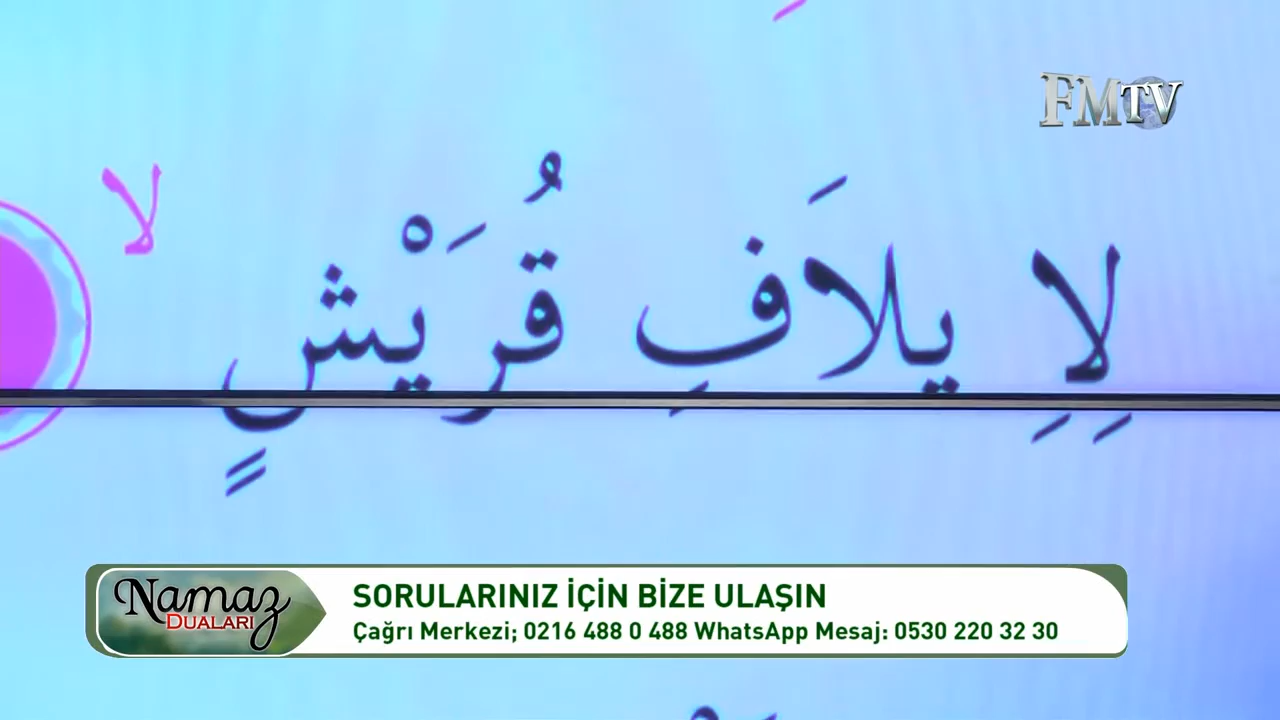 FMTV
لا
لِاِ يلَافِ قُرَيْشٍ
Namaz
DUALARI
SORULARINIZ İÇİN BİZE ULAŞIN
Çağrı Merkezi; 0216 488 0 488 WhatsApp Mesaj: 0530 220 32 30